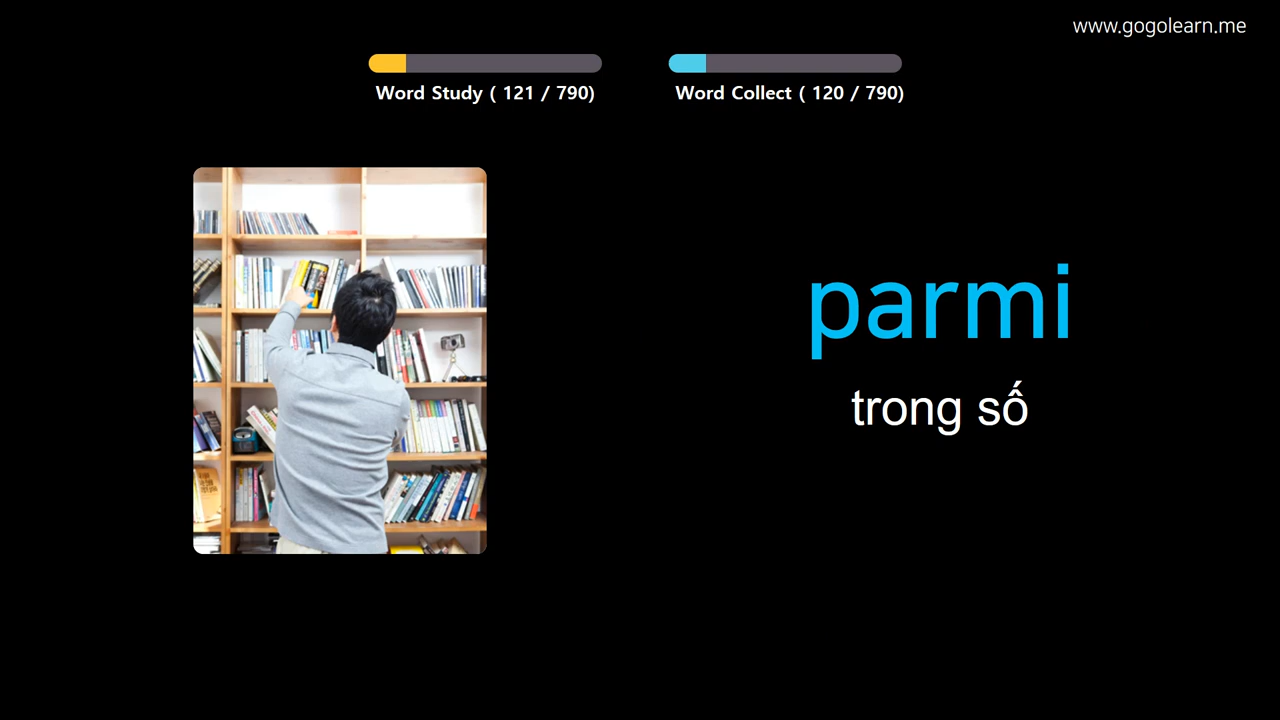 www.gogolearn.me
Word Study ( 121 / 790)
Word Collect ( 120 / 790)
parmi
trong số